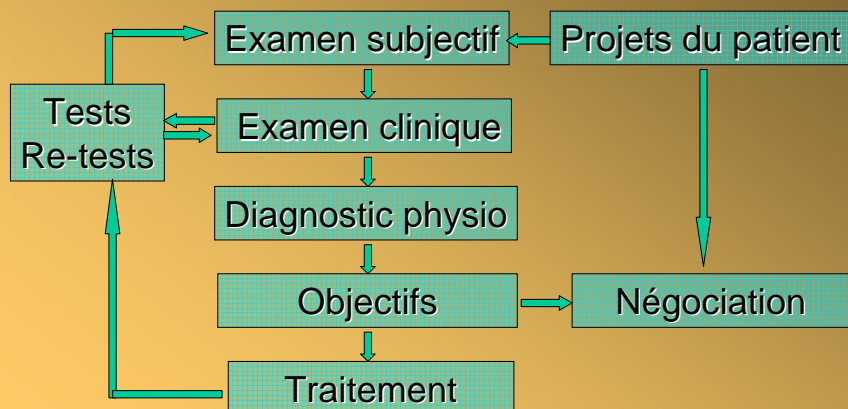 Examen subjectif
Projets du patient
Tests
Re-tests
Examen clinique
Diagnostic physio
Objectifs
Négociation
Traitement